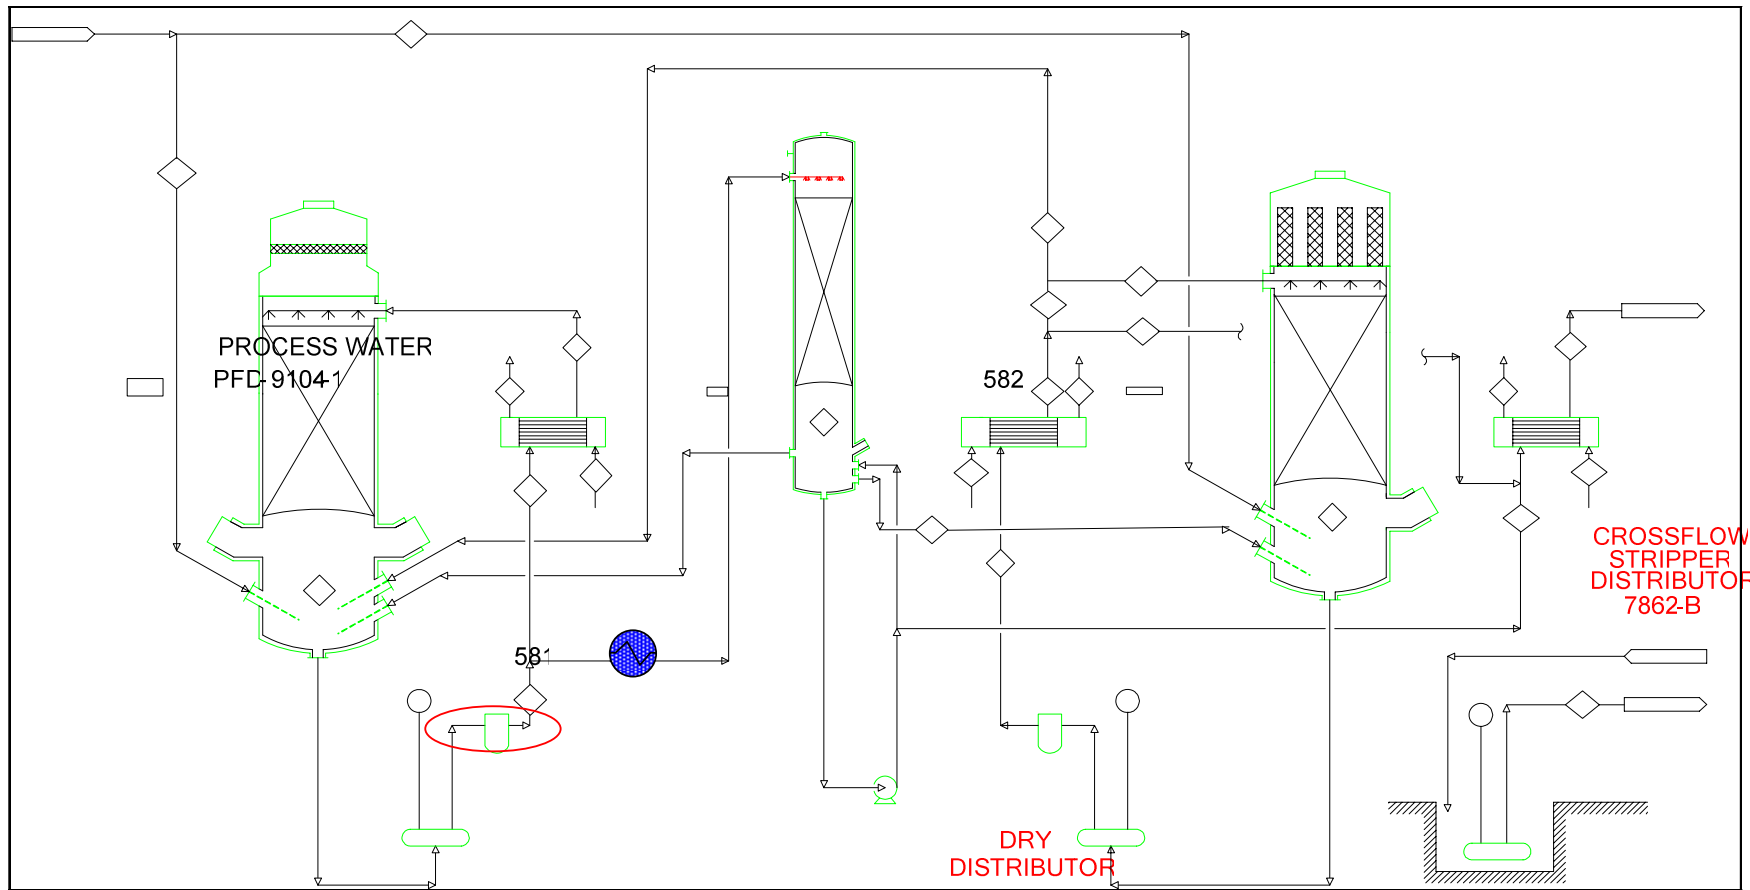 PROCESS WATER
PFD-9104-1
582
CROSSFLOW
STRIPPER
DISTRIBUTOR
7862-B
581
DRY
DISTRIBUTOR